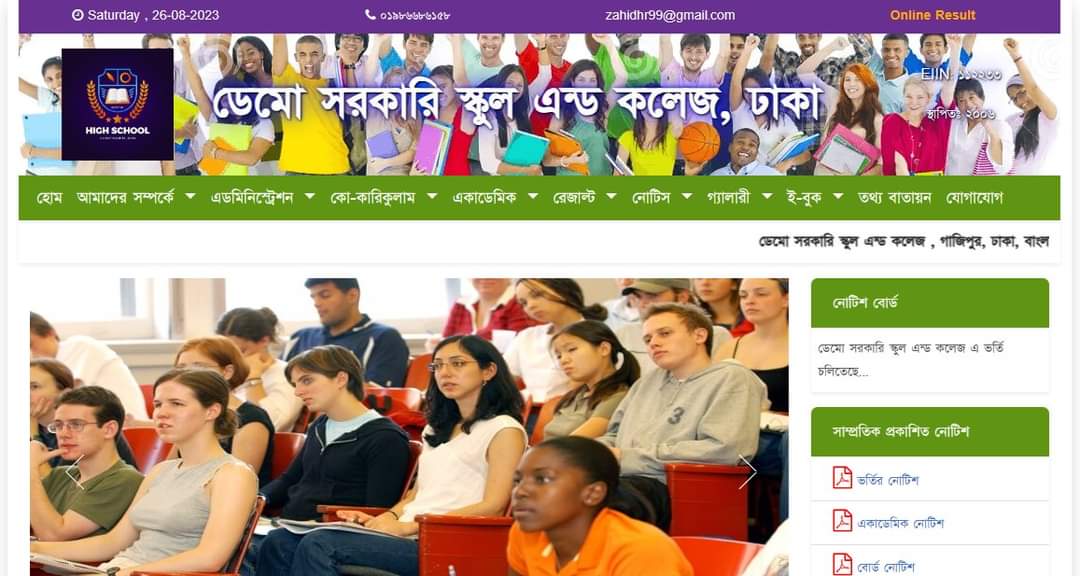 Saturday , 26-08-2023
০১৯৮৬৬৮৬১৫৮
zahidhr99@gmail.com
Online Result
HIGH SCHOOL
ডেমো সরকারি স্কুল এন্ড কলেজ, ঢাকা
EIIN: ১১২২৩৩
স্থাপিতঃ ২০০৬
হোম আমাদের সম্পর্কে এডমিনিস্ট্রেশন কো-কারিকুলাম একাডেমিক রেজাল্ট নোটিস গ্যালারী ই-বুক তথ্য বাতায়ন যোগাযোগ
ডেমো সরকারি স্কুল এন্ড কলেজ , গাজিপুর, ঢাকা, বাংল
নোটিশ বোর্ড
ডেমো সরকারি স্কুল এন্ড কলেজ এ ভর্তি
চলিতেছে...
সাম্প্রতিক প্রকাশিত নোটিশ
ভর্তির নোটিশ
একাডেমিক নোটিশ
বোর্ড নোটিশ